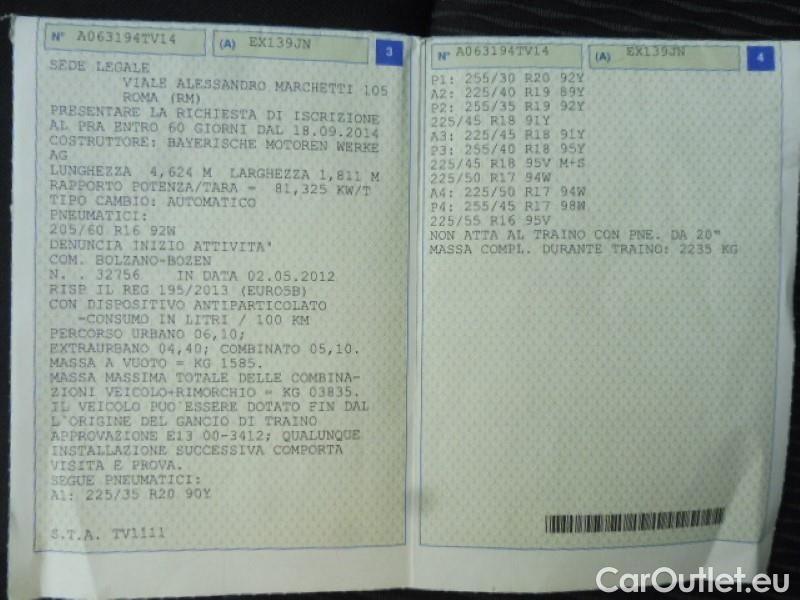 N° A063194TV14
(A) EX139JN
3
SEDE LEGALE
VIALE ALESSANDRO MARCHETTI 105
ROMA (RM)
PRESENTARE LA RICHIESTA DI ISCRIZIONE
AL PRA ENTRO 60 GIORNI DAL 18.09.2014
COSTRUTTORE: BAYERISCHE MOTOREN WERKE
AG
LUNGHEZZA 4,624 M LARGHEZZA 1,811 M
RAPPORTO POTENZA/TARA = 81,325 KW/T
TIPO CAMBIO: AUTOMATICO
PNEUMATICI:
205/60 R16 92W
DENUNCIA INIZIO ATTIVITA'
COM. BOLZANO-BOZEN
N. . 32756 IN DATA 02.05.2012
RISP IL REG 195/2013 (EURO5B)
CON DISPOSITIVO ANTIPARTICOLATO
-CONSUMO IN LITRI / 100 KM
PERCORSO URBANO 06,10;
EXTRAURBANO 04,40; COMBINATO 05,10.
MASSA A VUOTO = KG 1585.
MASSA MASSIMA TOTALE DELLE COMBINA-
ZIONI VEICOLO+RIMORCHIO = KG 03835.
IL VEICOLO PUO'ESSERE DOTATO FIN DAL
L'ORIGINE DEL GANCIO DI TRAINO
APPROVAZIONE E13 00-3412; QUALUNQUE
INSTALLAZIONE SUCCESSIVA COMPORTA
VISITA E PROVA.
SEGUE PNEUMATICI:
A1: 225/35 R20 90Y
S.T.A. TV1111
N° A063194TV14
(A) EX139JN
4
P1: 255/30 R20 92Y
A2: 225/40 R19 89Y
P2: 255/35 R19 92Y
225/45 R18 91Y
A3: 225/45 R18 91Y
P3: 255/40 R18 95Y
225/45 R18 95V M+S
225/50 R17 94W
A4: 225/50 R17 94W
P4: 255/45 R17 98W
225/55 R16 95V
NON ATTA AL TRAINO CON PNE. DA 20"
MASSA COMPL. DURANTE TRAINO: 2235 KG
CarOutlet.eu